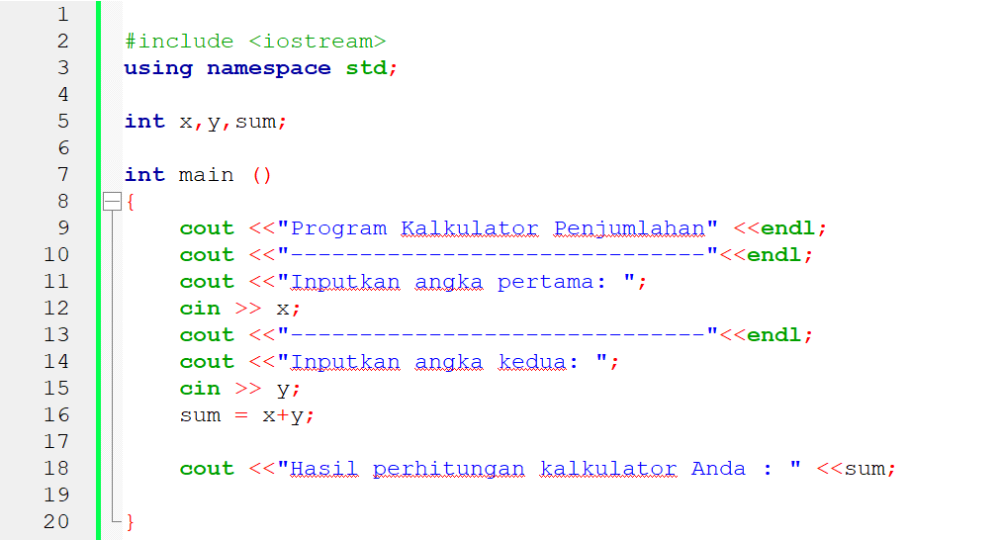 1
2 #include <iostream>
3 using namespace std;
4
5 int x,y,sum;
6
7 int main ()
8 {
9 cout <<"Program Kalkulator Penjumlahan" <<endl;
10 cout <<"------------------------------"<<endl;
11 cout <<"Inputkan angka pertama: ";
12 cin >> x;
13 cout <<"------------------------------"<<endl;
14 cout <<"Inputkan angka kedua: ";
15 cin >> y;
16 sum = x+y;
17
18 cout <<"Hasil perhitungan kalkulator Anda : " <<sum;
19
20 }